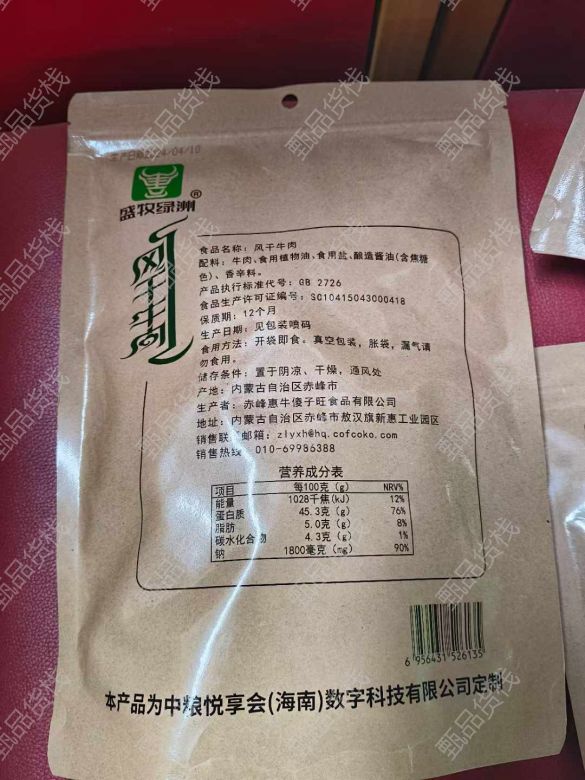 生产日期:24/04/10
盛牧绿洲®
风干牛肉
食品名称：风干牛肉
配料：牛肉、食用植物油、食用盐、酿造酱油(含焦糖
色)、香辛料。
产品执行标准代号：GB 2726
食品生产许可证编号：SC10415043000418
保质期：12个月
生产日期：见包装喷码
食用方法：开袋即食。真空包装，胀袋，漏气请
勿食用。
储存条件：置于阴凉、干燥，通风处
产地：内蒙古自治区赤峰市
生产者：赤峰惠牛傻子旺食品有限公司
地址：内蒙古自治区赤峰市敖汉旗新惠工业园区
销售联 邮箱：zlyxh@hq.cofcoko.com
销售热线 010-69986388
营养成分表
项目 每100克（g） NRV%
能量 1028千焦(kJ) 12%
蛋白质 45.3克（g） 76%
脂肪 5.0克（g） 8%
碳水化合物 4.3克（g） 1%
钠 1800毫克（mg） 90%
6 956431 526135
本产品为中粮悦享会(海南)数字科技有限公司定制
甄品货栈